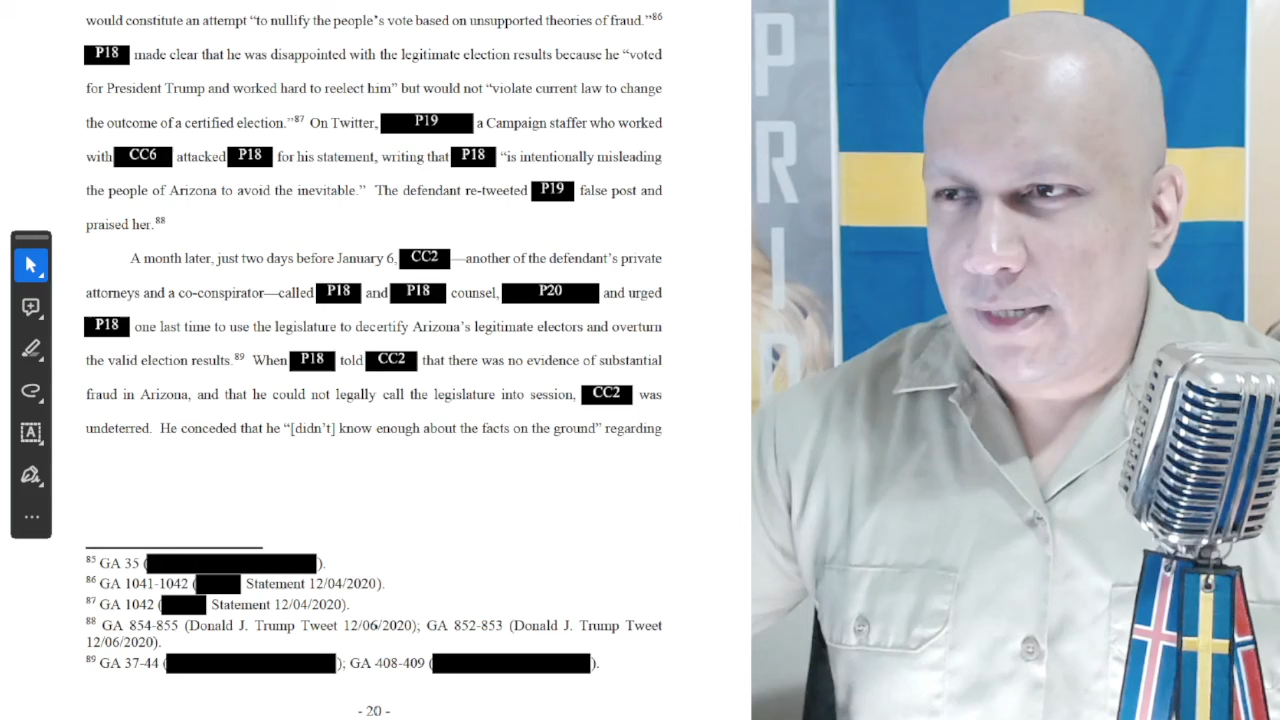 would constitute an attempt “to nullify the people’s vote based on unsupported theories of fraud.”86
P18 made clear that he was disappointed with the legitimate election results because he “voted
for President Trump and worked hard to reelect him” but would not “violate current law to change
the outcome of a certified election.”87 On Twitter, P19 a Campaign staffer who worked
with CC6 attacked P18 for his statement, writing that P18 “is intentionally misleading
the people of Arizona to avoid the inevitable.” The defendant re-tweeted P19 false post and
praised her.88
A month later, just two days before January 6, CC2 —another of the defendant’s private
attorneys and a co-conspirator—called P18 and P18 counsel, P20 and urged
P18 one last time to use the legislature to decertify Arizona’s legitimate electors and overturn
the valid election results.89 When P18 told CC2 that there was no evidence of substantial
fraud in Arizona, and that he could not legally call the legislature into session, CC2 was
undeterred. He conceded that he “[didn’t] know enough about the facts on the ground” regarding
85 GA 35 ( ).
86 GA 1041-1042 ( Statement 12/04/2020).
87 GA 1042 ( Statement 12/04/2020).
88 GA 854-855 (Donald J. Trump Tweet 12/06/2020); GA 852-853 (Donald J. Trump Tweet
12/06/2020).
89 GA 37-44 ( ); GA 408-409 ( ).
- 20 -
A
PRI